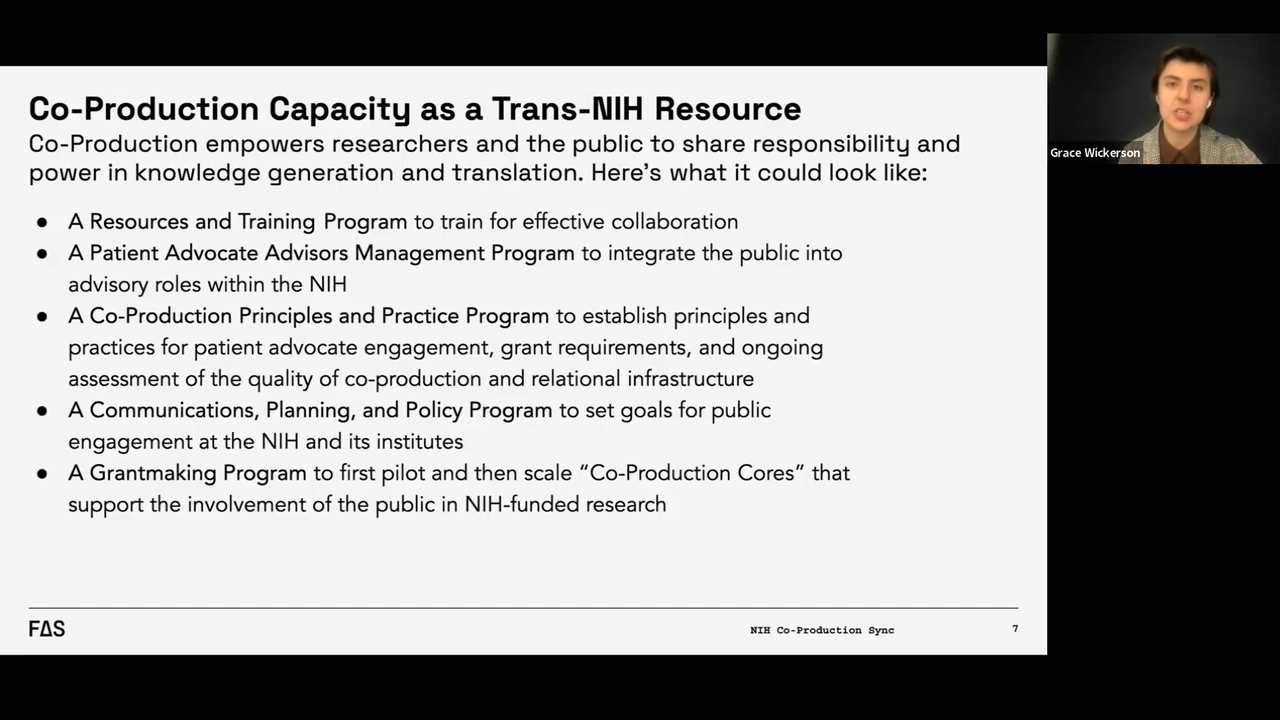 Co-Production Capacity as a Trans-NIH Resource
Co-Production empowers researchers and the public to share responsibility and
power in knowledge generation and translation. Here's what it could look like:
● A Resources and Training Program to train for effective collaboration
● A Patient Advocate Advisors Management Program to integrate the public into
advisory roles within the NIH
● A Co-Production Principles and Practice Program to establish principles and
practices for patient advocate engagement, grant requirements, and ongoing
assessment of the quality of co-production and relational infrastructure
● A Communications, Planning, and Policy Program to set goals for public
engagement at the NIH and its institutes
● A Grantmaking Program to first pilot and then scale “Co-Production Cores” that
support the involvement of the public in NIH-funded research
FAS
NIH Co-Production Sync
7
Grace Wickerson